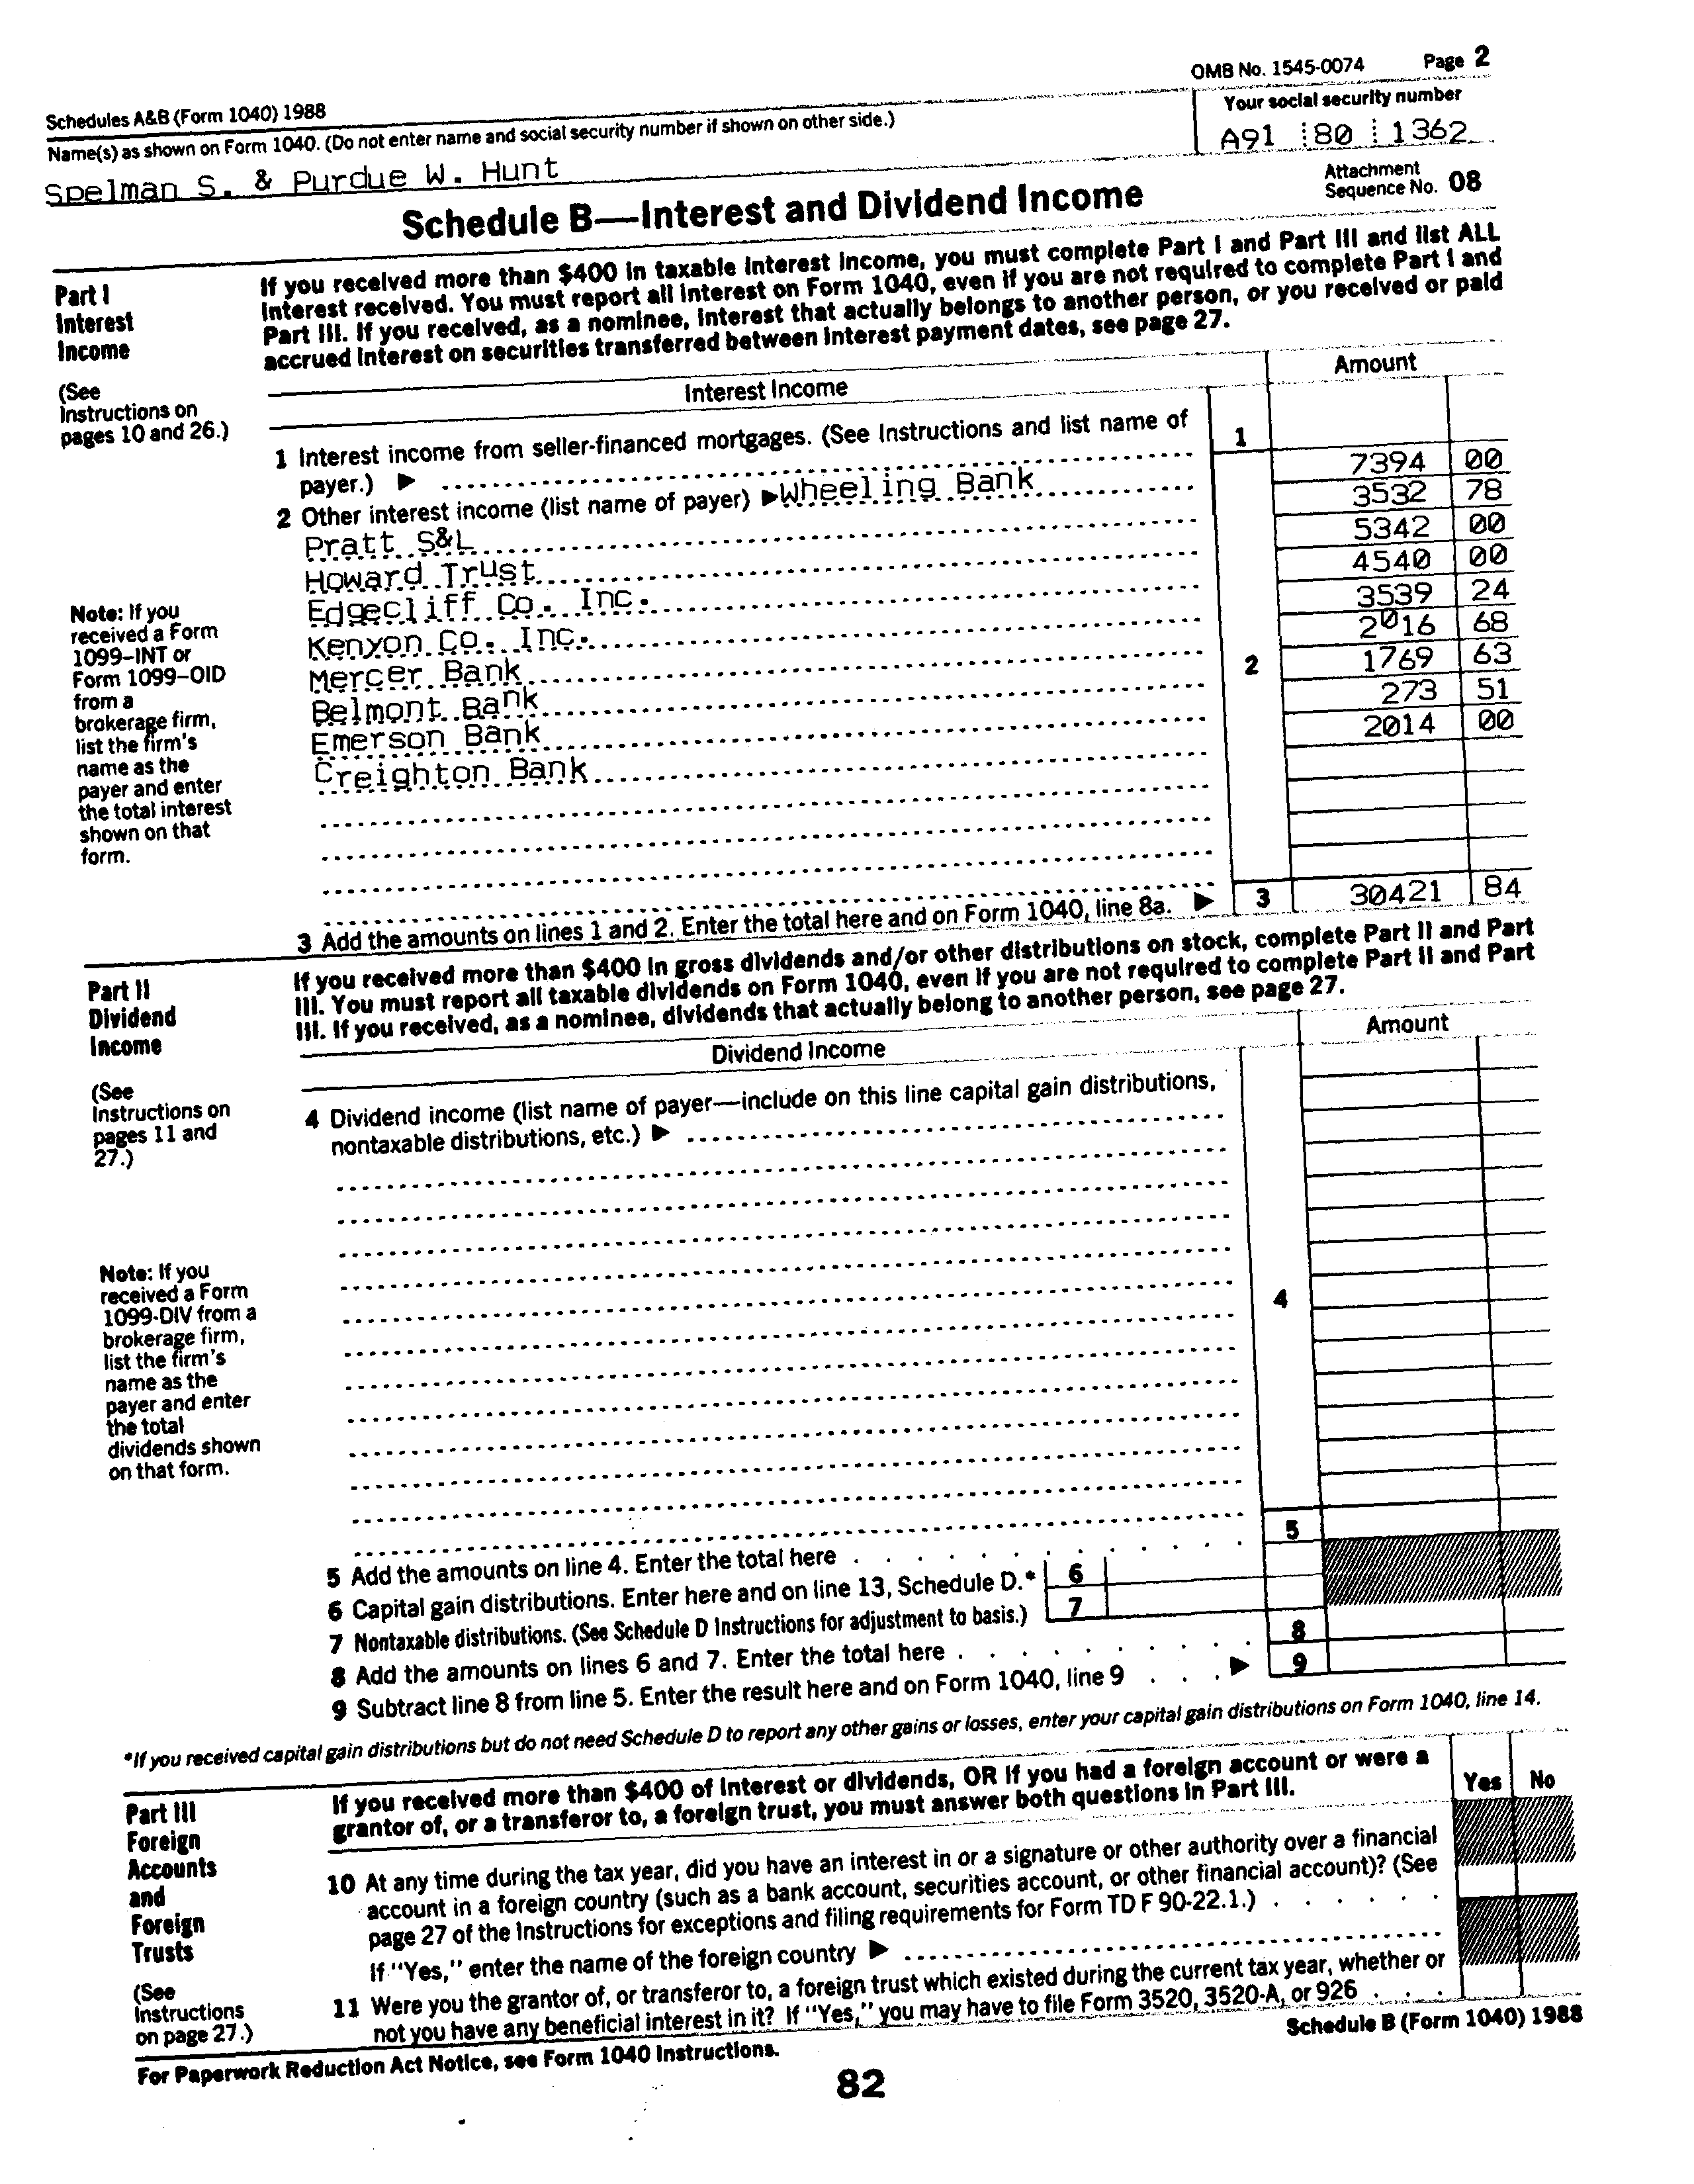 OMB No. 1545-0074 Page 2
Schedules A&B (Form 1040) 1988
Your social security number
Name(s) as shown on Form 1040. (Do not enter name and social security number if shown on other side.)
A91 80 1362
Spelman S. & Purdue W. Hunt
Attachment
Sequence No. 08
Schedule B—Interest and Dividend Income
Part I
Interest
Income
(See
Instructions on
pages 10 and 26.)
If you received more than $400 in taxable interest income, you must complete Part I and Part III and list ALL
interest received. You must report all interest on Form 1040, even if you are not required to complete Part I and
Part III. If you received, as a nominee, interest that actually belongs to another person, or you received or paid
accrued interest on securities transferred between interest payment dates, see page 27.
Interest Income Amount
1 Interest income from seller-financed mortgages. (See Instructions and list name of
payer.) ▶ 1
2 Other interest income (list name of payer) ▶ Wheeling Bank 7394 00
Pratt S&L 3532 78
Howard Trust 5342 00
Edgecliff Co. Inc. 4540 00
Kenyon Co. Inc. 3539 24
Mercer Bank 2016 68
2
Belmont Bank 1769 63
Emerson Bank 273 51
Creighton Bank 2014 00
Note: If you
received a Form
1099–INT or
Form 1099–OID
from a
brokerage firm,
list the firm's
name as the
payer and enter
the total interest
shown on that
form.
3 Add the amounts on lines 1 and 2. Enter the total here and on Form 1040, line 8a. ▶ 3 30421 84
Part II
Dividend
Income
(See
Instructions on
pages 11 and
27.)
If you received more than $400 in gross dividends and/or other distributions on stock, complete Part II and Part
III. You must report all taxable dividends on Form 1040, even if you are not required to complete Part II and Part
III. If you received, as a nominee, dividends that actually belong to another person, see page 27.
Dividend Income Amount
4 Dividend income (list name of payer—include on this line capital gain distributions,
nontaxable distributions, etc.) ▶
4
Note: If you
received a Form
1099-DIV from a
brokerage firm,
list the firm's
name as the
payer and enter
the total
dividends shown
on that form.
5 Add the amounts on line 4. Enter the total here . . . . . . . . . . . . . 5
6 Capital gain distributions. Enter here and on line 13, Schedule D.* 6
7 Nontaxable distributions. (See Schedule D Instructions for adjustment to basis.) 7
8 Add the amounts on lines 6 and 7. Enter the total here . . . . . . . . . . 8
9 Subtract line 8 from line 5. Enter the result here and on Form 1040, line 9 . . . ▶ 9
*If you received capital gain distributions but do not need Schedule D to report any other gains or losses, enter your capital gain distributions on Form 1040, line 14.
Part III
Foreign
Accounts
and
Foreign
Trusts
(See
Instructions
on page 27.)
If you received more than $400 of interest or dividends, OR if you had a foreign account or were a
grantor of, or a transferor to, a foreign trust, you must answer both questions in Part III.
Yes No
10 At any time during the tax year, did you have an interest in or a signature or other authority over a financial
account in a foreign country (such as a bank account, securities account, or other financial account)? (See
page 27 of the Instructions for exceptions and filing requirements for Form TD F 90-22.1.) . . . . . .
If "Yes," enter the name of the foreign country ▶
11 Were you the grantor of, or transferor to, a foreign trust which existed during the current tax year, whether or
not you have any beneficial interest in it? If "Yes," you may have to file Form 3520, 3520-A, or 926 . . .
For Paperwork Reduction Act Notice, see Form 1040 Instructions.
Schedule B (Form 1040) 1988
82